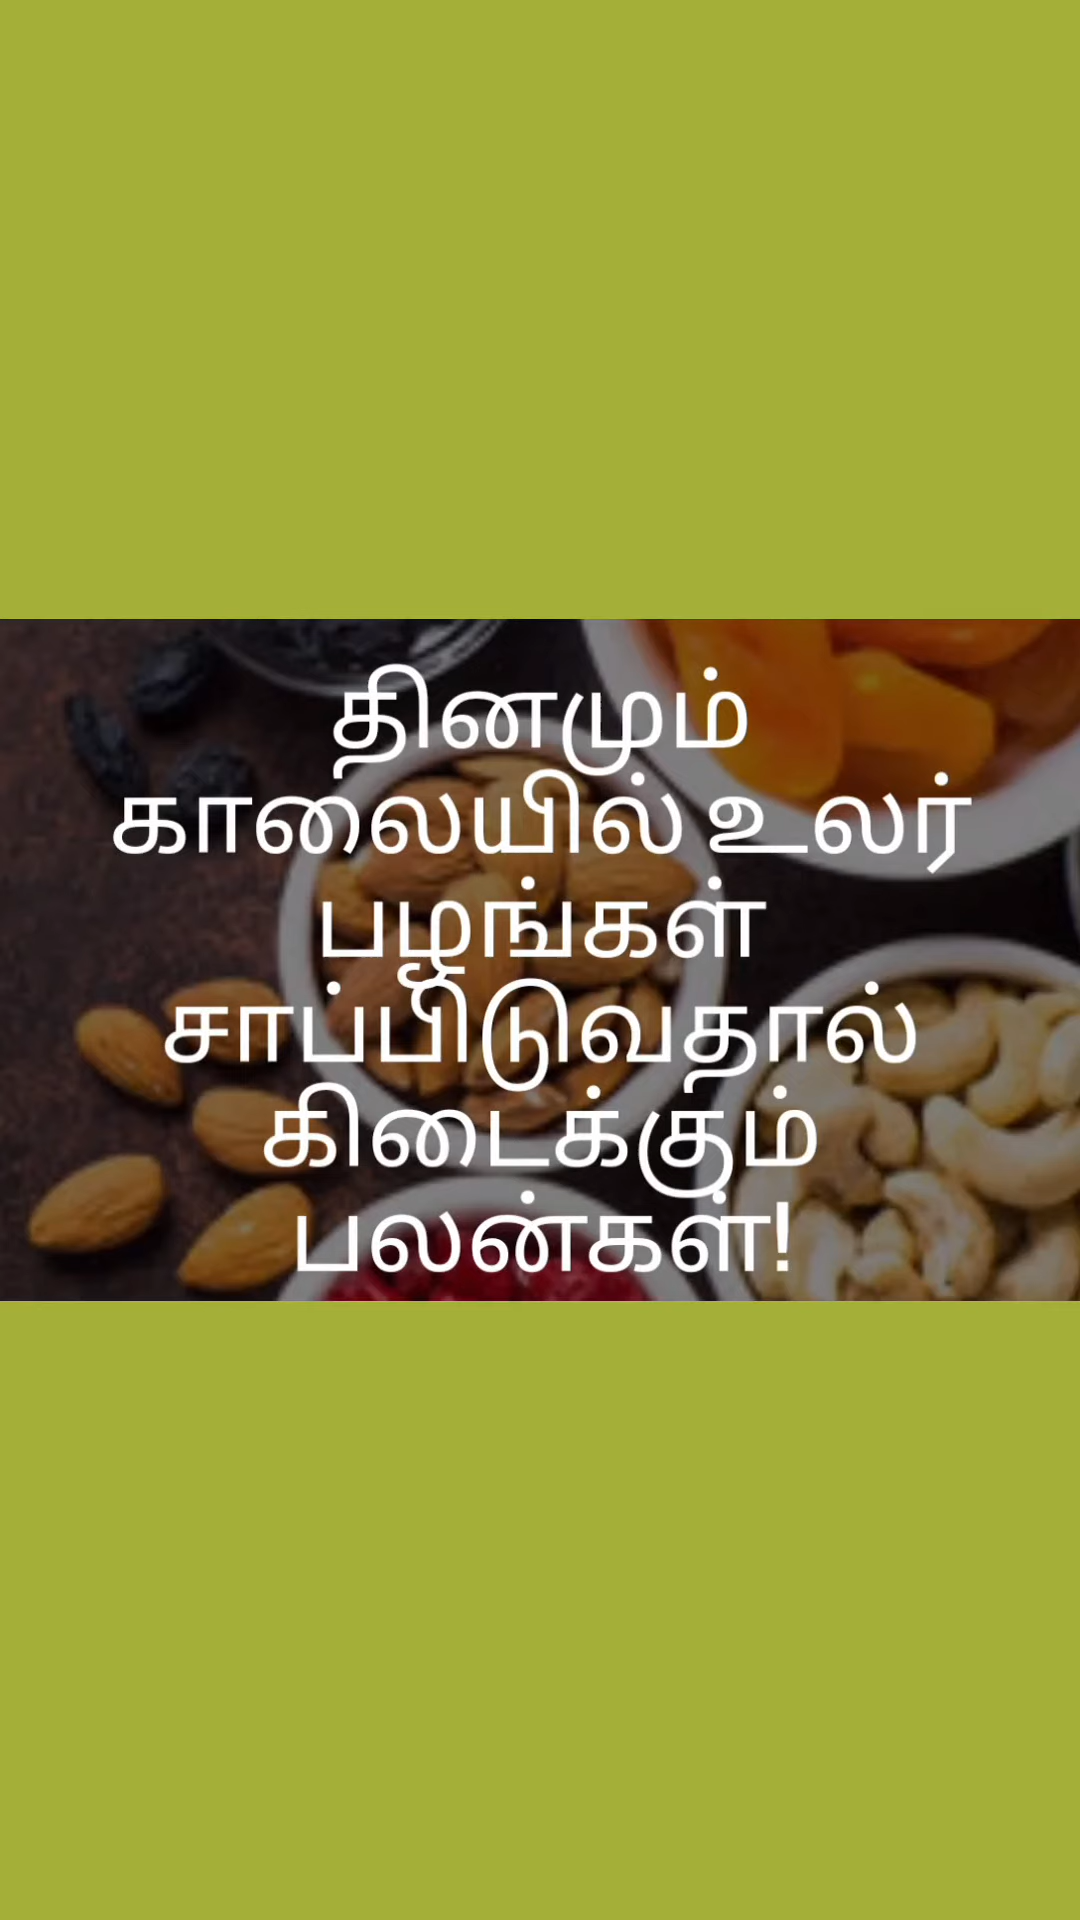 தினமும்
காலையில் உலர்
பழங்கள்
சாப்பிடுவதால்
கிடைக்கும்
பலன்கள்!